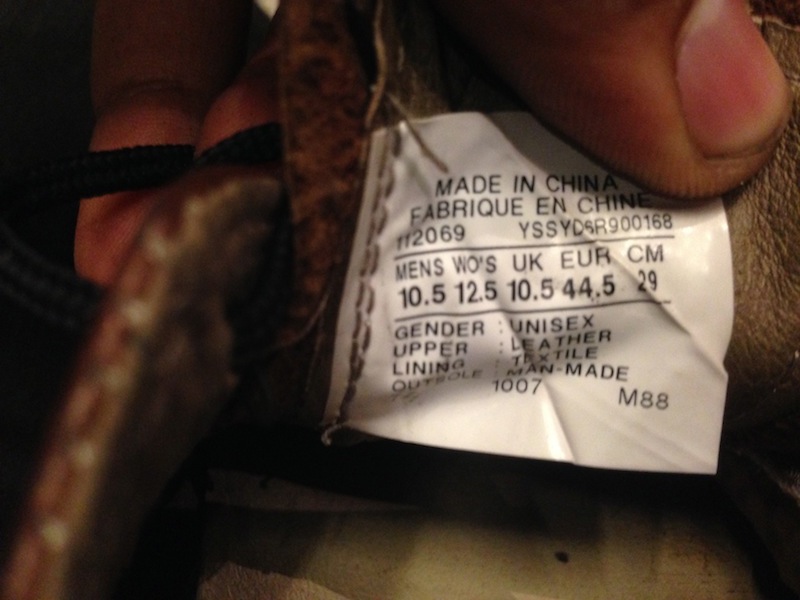 MADE IN CHINA
FABRIQUE EN CHINE
112069 YSSYD6R900168
MENS WO'S UK EUR CM
10.5 12.5 10.5 44.5 29
GENDER : UNISEX
UPPER : LEATHER
LINING : TEXTILE
OUTSOLE : MAN-MADE
1007 M88